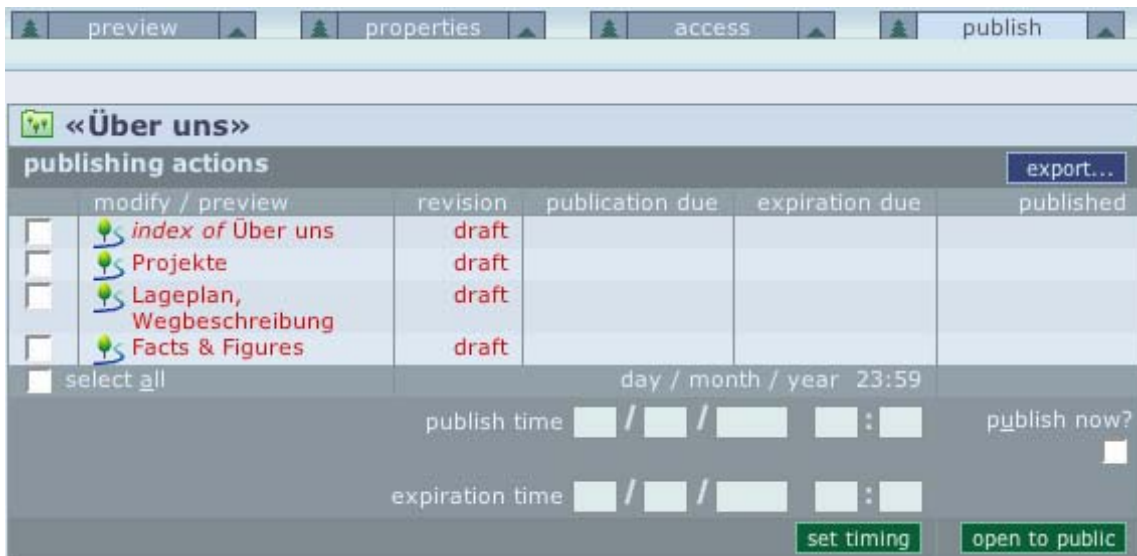 preview properties access publish
«Über uns»
publishing actions export...
modify / preview revision publication due expiration due published
index of Über uns draft
Projekte draft
Lageplan, draft
Wegbeschreibung
Facts & Figures draft
select all day / month / year 23:59
publish time / / : publish now?
expiration time / / :
set timing open to public